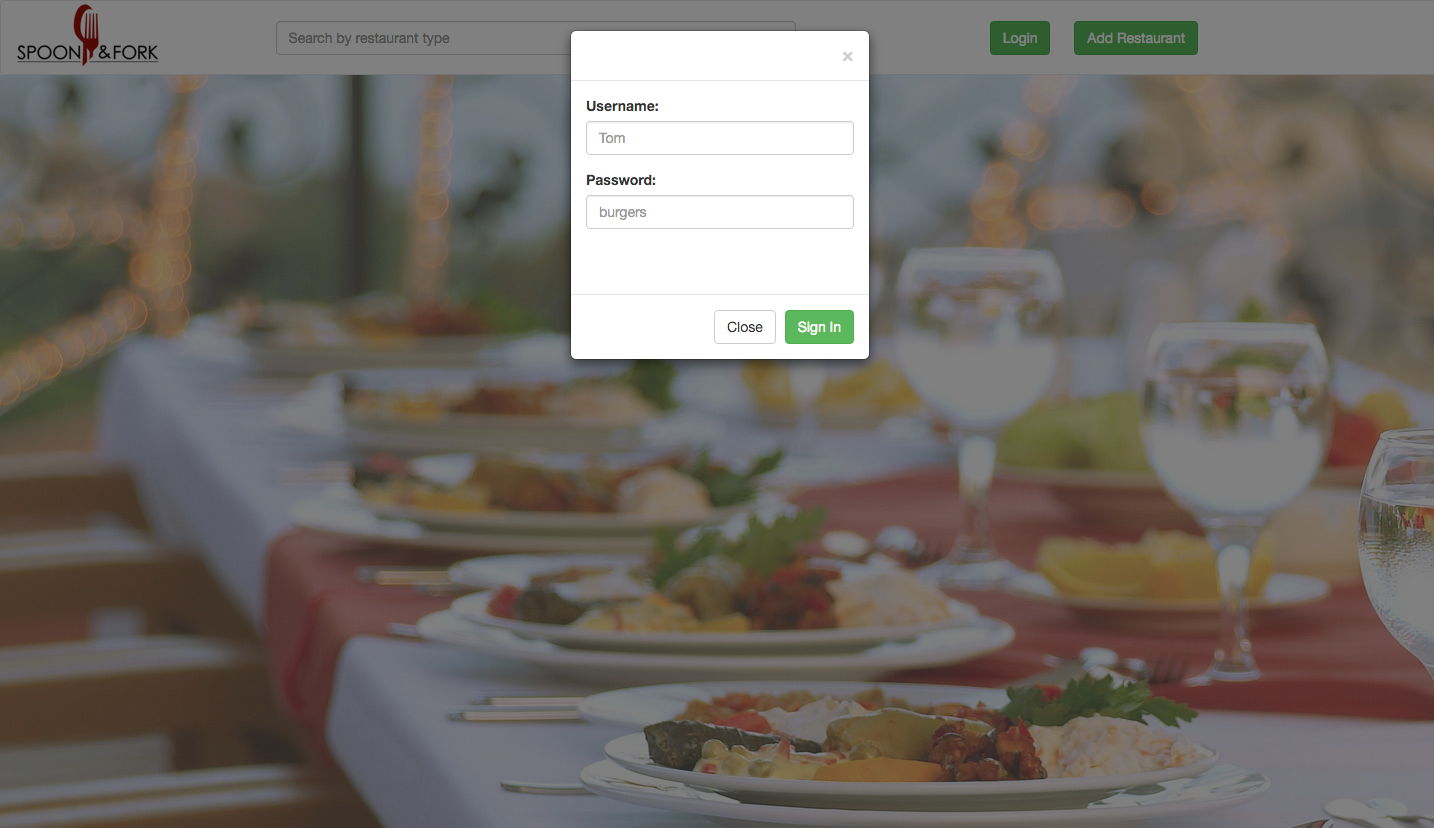 SPOON & FORK
Search by restaurant type
Login
Add Restaurant
×
Username:
Tom
Password:
burgers
Close
Sign In